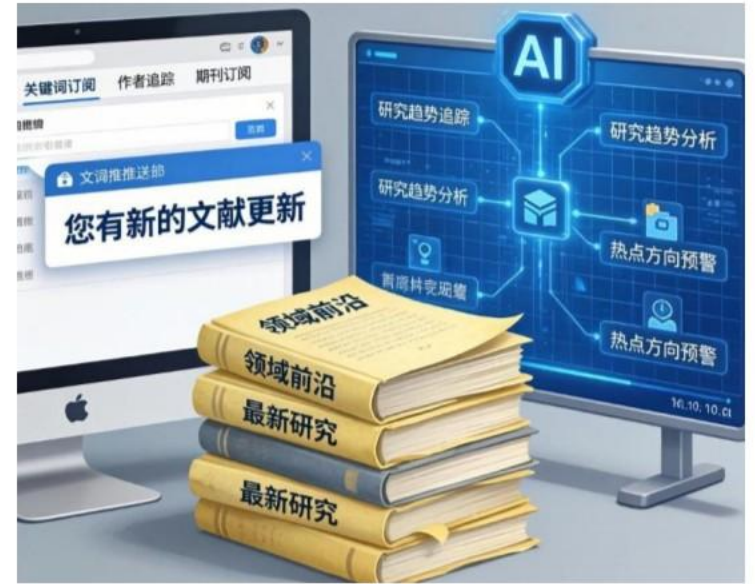 关键词订阅 作者追踪 期刊订阅
文词推推送的
您有新的文献更新
AI
研究趋势追踪
研究趋势分析
研究趋势分析
热点方向预警
热点方向预警
领域前沿
领域前沿
最新研究
最新研究